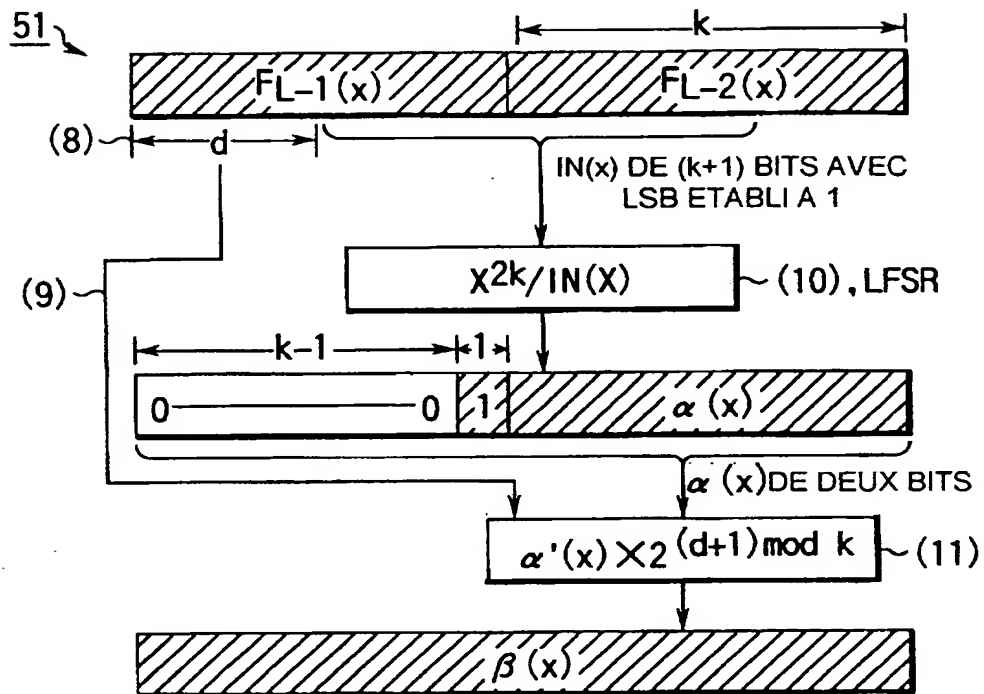 51
k
FL-1(x) FL-2(x)
(8) d
IN(x) DE (k+1) BITS AVEC
LSB ETABLI A 1
(9)
X2k/IN(X) (10), LFSR
k-1 1
0 0 1 α(x)
α(x) DE DEUX BITS
α'(x) × 2 (d+1) mod k (11)
β(x)